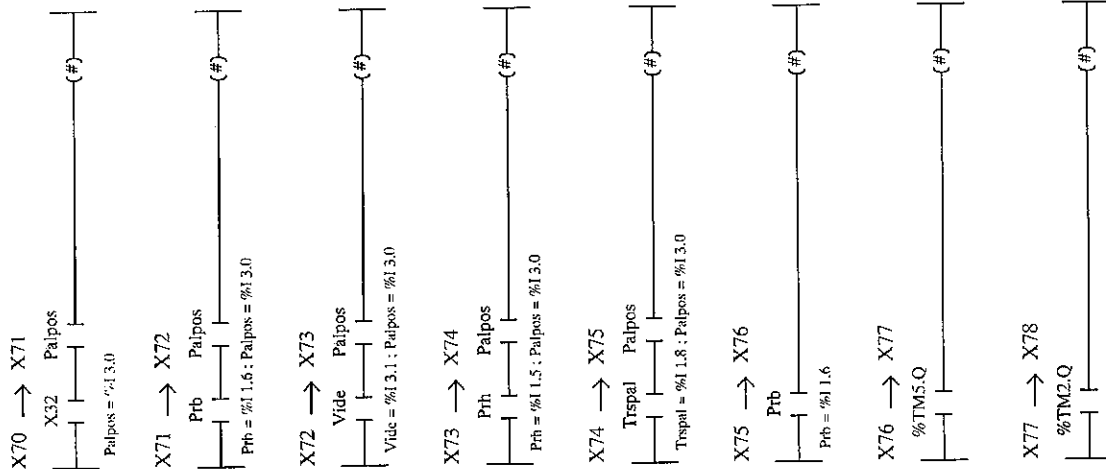 X70 → X71
X32 Palpos
(#)
Palpos = %I 3.0
X71 → X72
Prb Palpos
(#)
Prb = %I 1.6 ; Palpos = %I 3.0
X72 → X73
Vide Palpos
(#)
Vide = %I 3.1 ; Palpos = %I 3.0
X73 → X74
Prh Palpos
(#)
Prh = %I 1.5 ; Palpos = %I 3.0
X74 → X75
Trspal Palpos
(#)
Trspal = %I 1.8 ; Palpos = %I 3.0
X75 → X76
Prb
(#)
Prb = %I 1.6
X76 → X77
%TM5.Q
(#)
X77 → X78
%TM2.Q
(#)